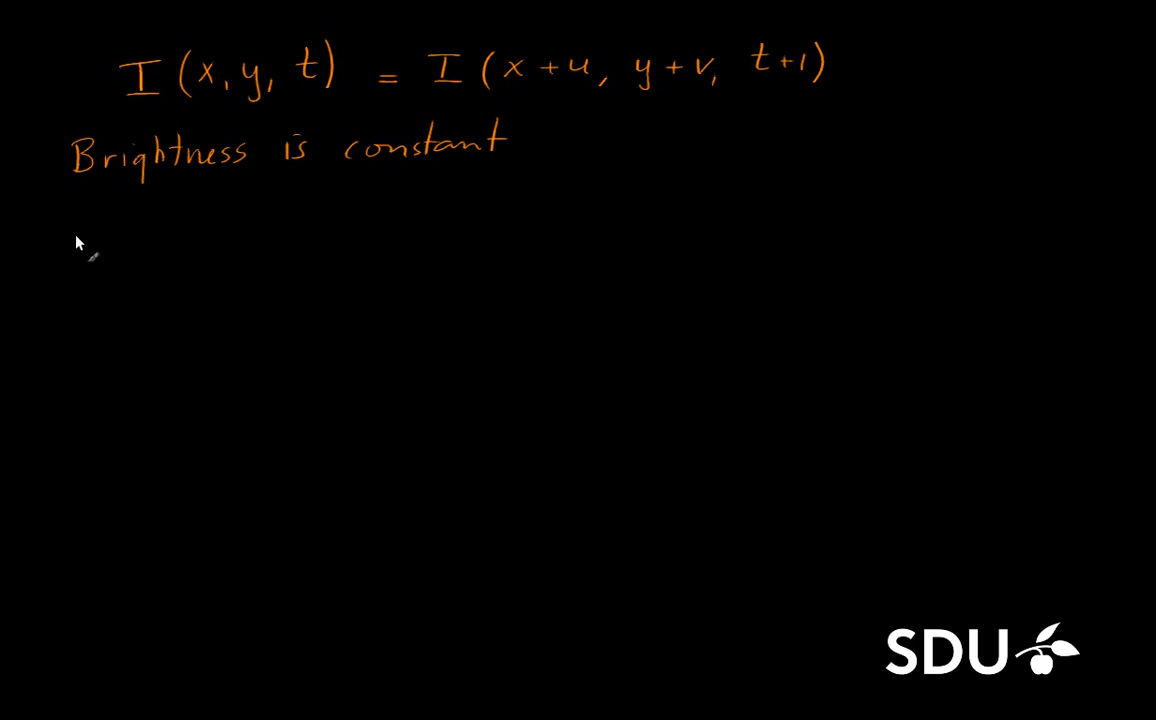 I(x, y, t) = I(x+u, y+v, t+1)
Brightness is constant
SDU